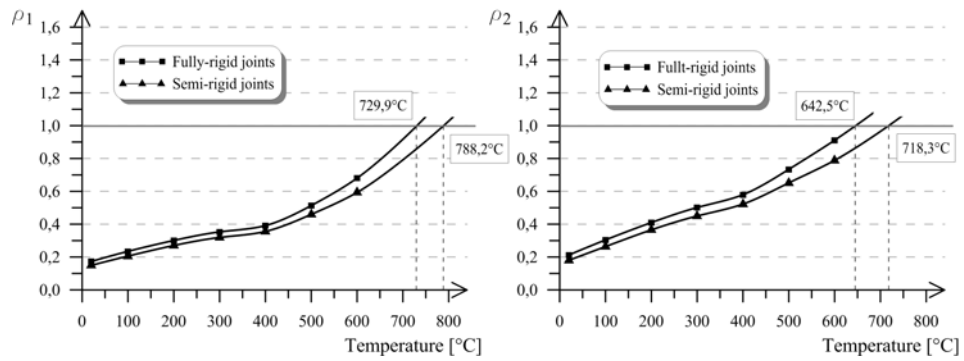 ρ1
1,6
1,4
1,2
1,0
0,8
0,6
0,4
0,2
0,0
Fully-rigid joints
Semi-rigid joints
729,9°C
788,2°C
0 100 200 300 400 500 600 700 800
Temperature [°C]
ρ2
1,6
1,4
1,2
1,0
0,8
0,6
0,4
0,2
0,0
Fullt-rigid joints
Semi-rigid joints
642,5°C
718,3°C
0 100 200 300 400 500 600 700 800
Temperature [°C]